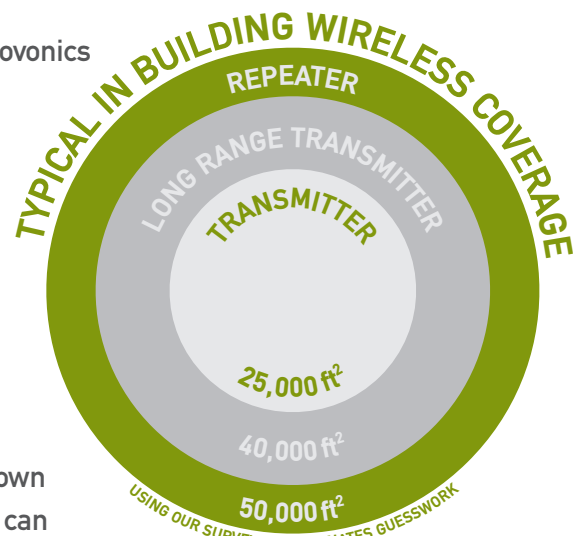 ovonics
TYPICAL IN BUILDING WIRELESS COVERAGE
REPEATER
LONG RANGE TRANSMITTER
TRANSMITTER
25,000 ft²
40,000 ft²
50,000 ft²
own
USING OUR GUESSWORK
can